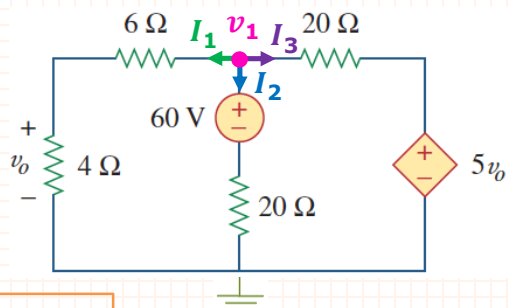 6 Ω I₁ v₁ I₃ 20 Ω
I₂
60 V + −
+ vₒ − 4 Ω
+ − 5vₒ
20 Ω